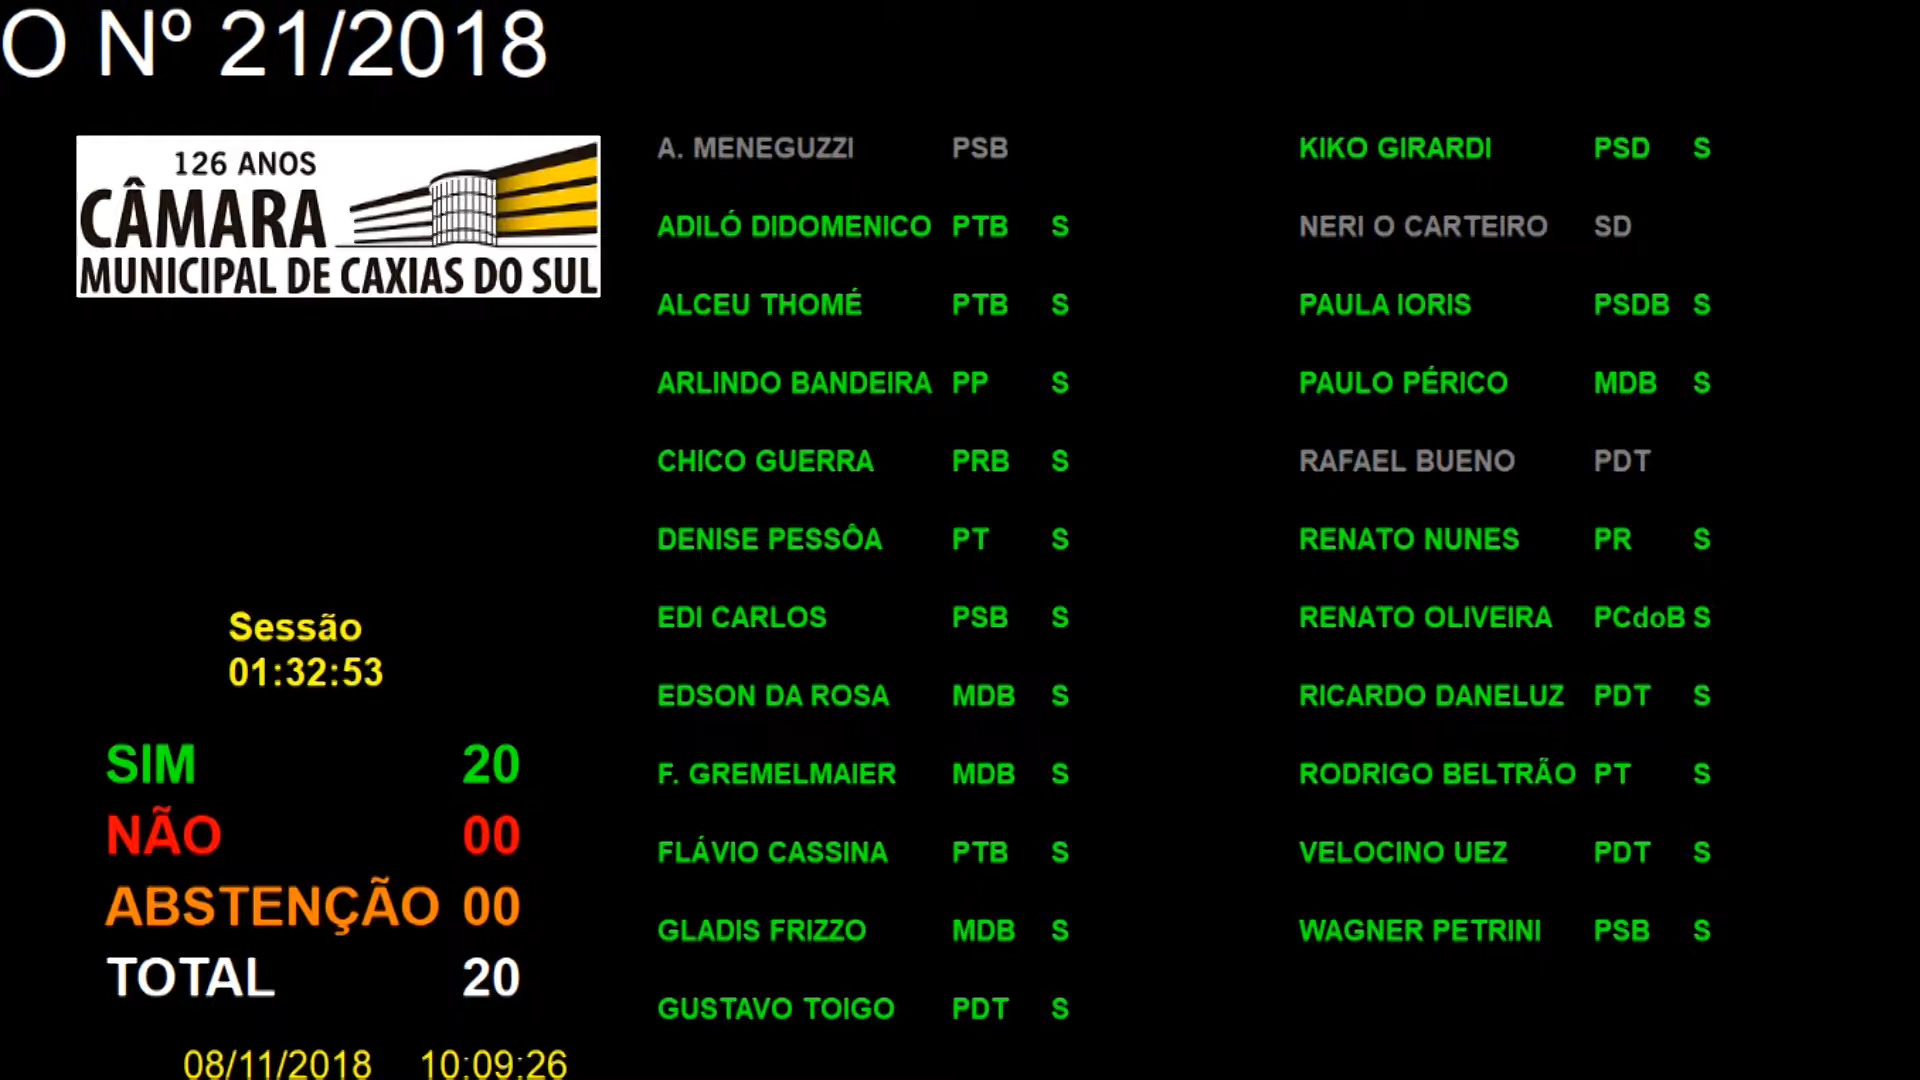 O Nº 21/2018
126 ANOS
CÂMARA
MUNICIPAL DE CAXIAS DO SUL
Sessão
01:32:53
SIM 20
NÃO 00
ABSTENÇÃO 00
TOTAL 20
08/11/2018 10:09:26
A. MENEGUZZI PSB
ADILÓ DIDOMENICO PTB S
ALCEU THOMÉ PTB S
ARLINDO BANDEIRA PP S
CHICO GUERRA PRB S
DENISE PESSÔA PT S
EDI CARLOS PSB S
EDSON DA ROSA MDB S
F. GREMELMAIER MDB S
FLÁVIO CASSINA PTB S
GLADIS FRIZZO MDB S
GUSTAVO TOIGO PDT S
KIKO GIRARDI PSD S
NERI O CARTEIRO SD
PAULA IORIS PSDB S
PAULO PÉRICO MDB S
RAFAEL BUENO PDT
RENATO NUNES PR S
RENATO OLIVEIRA PCdoB S
RICARDO DANELUZ PDT S
RODRIGO BELTRÃO PT S
VELOCINO UEZ PDT S
WAGNER PETRINI PSB S